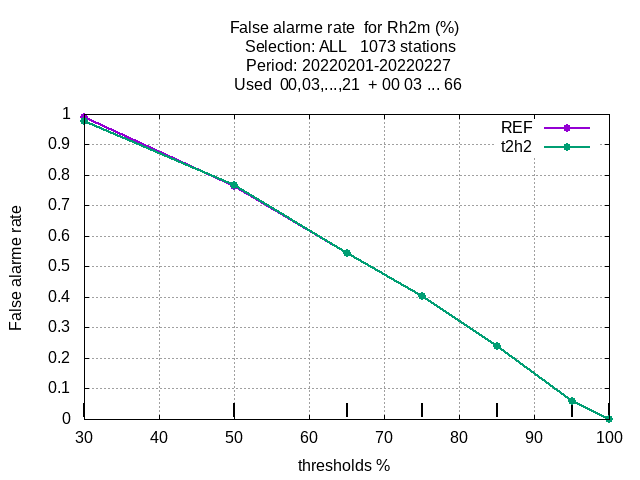 False alarme rate  for Rh2m (%)
Selection: ALL   1073 stations
Period: 20220201-20220227
Used  00,03,...,21  + 00 03 ... 66
REF
t2h2
1
0.9
0.8
0.7
0.6
0.5
0.4
0.3
0.2
0.1
0
False alarme rate
30 40 50 60 70 80 90 100
thresholds %